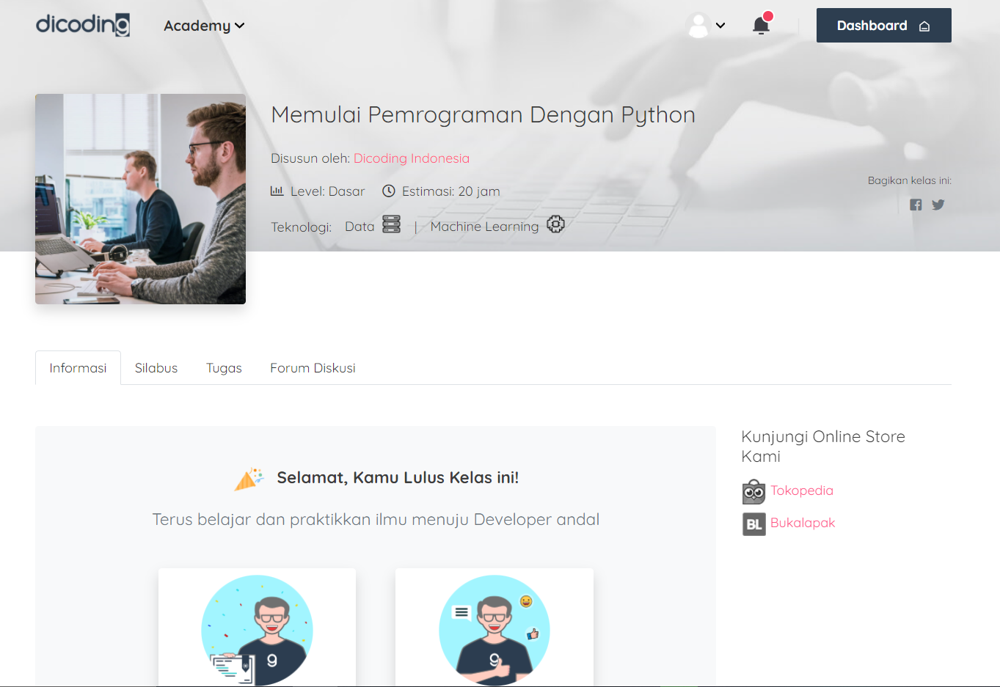 dicoding
Academy
Dashboard
Memulai Pemrograman Dengan Python
Disusun oleh: Dicoding Indonesia
Level: Dasar Estimasi: 20 jam
Teknologi: Data | Machine Learning
Bagikan kelas ini:
Informasi Silabus Tugas Forum Diskusi
Selamat, Kamu Lulus Kelas ini!
Terus belajar dan praktikkan ilmu menuju Developer andal
g
g
Kunjungi Online Store
Kami
Tokopedia
BL Bukalapak